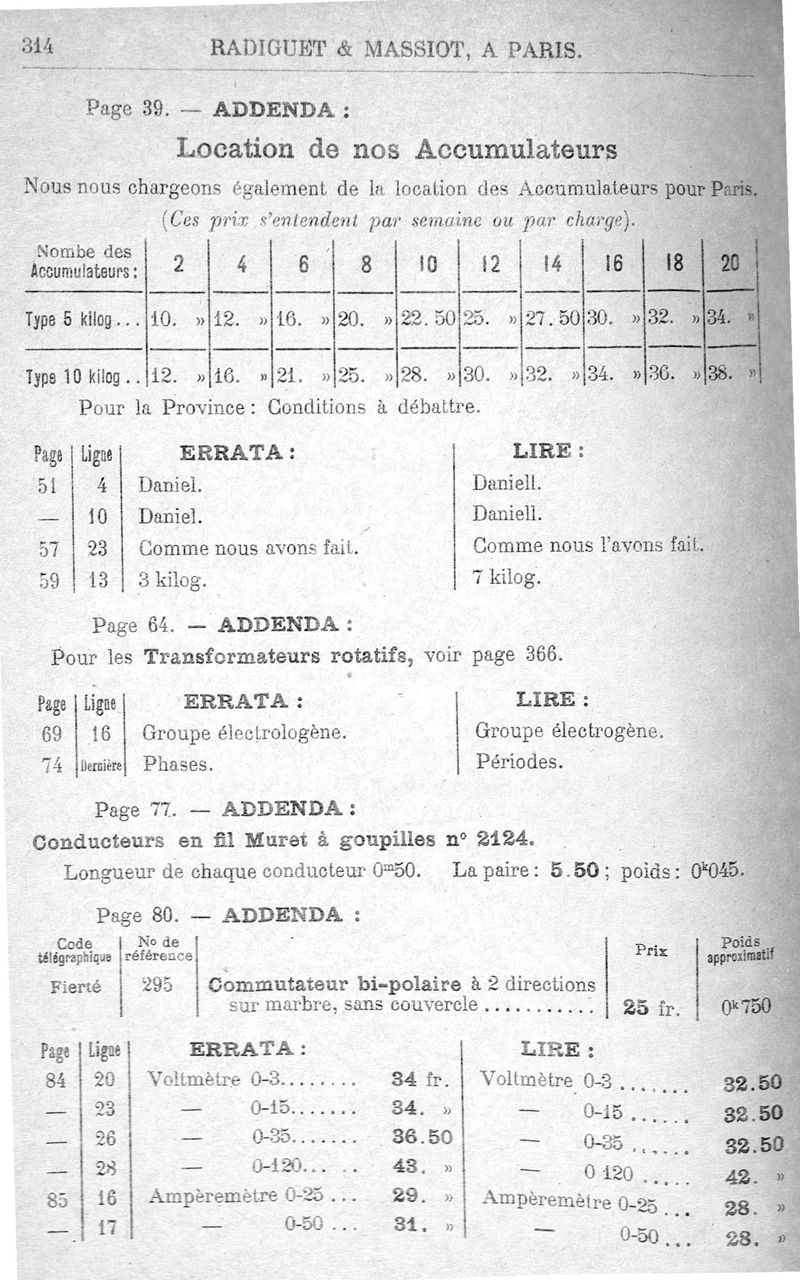 314 RADIGUET & MASSIOT, A PARIS.
Page 39. — ADDENDA :
Location de nos Accumulateurs
Nous nous chargeons également de la location des Accumulateurs pour Paris.
(Ces prix s'entendent par semaine ou par charge).
Nombe des
Accumulateurs : 2 4 6 8 10 12 14 16 18 20
Type 5 kilog... 10. » 12. » 16. » 20. » 22.50 25. » 27.50 30. » 32. » 34. »
Type 10 kilog.. 12. » 16. » 21. » 25. » 28. » 30. » 32. » 34. » 36. » 38. »
Pour la Province : Conditions à débattre.
Page Ligne ERRATA : LIRE :
51 4 Daniel. Daniell.
— 10 Daniel. Daniell.
57 23 Comme nous avons fait. Comme nous l'avons fait.
59 13 3 kilog. 7 kilog.
Page 64. — ADDENDA :
Pour les Transformateurs rotatifs, voir page 366.
Page Ligne ERRATA : LIRE :
69 16 Groupe électrologène. Groupe électrogène.
74 Dernière Phases. Périodes.
Page 77. — ADDENDA :
Conducteurs en fil Muret à goupilles n° 2124.
Longueur de chaque conducteur 0m50. La paire : 5.50 ; poids : 0k045.
Page 80. — ADDENDA :
Code
télégraphique
No de
référence
Prix
Poids
approximatif
Fierté 295 Commutateur bi-polaire à 2 directions
sur marbre, sans couvercle ........... 25 fr. 0k750
Page Ligne ERRATA : LIRE :
84 20 Voltmètre 0-3........ 34 fr. Voltmètre 0-3 ....... 32.50
— 23 — 0-15....... 34. » — 0-15 ...... 32.50
— 26 — 0-35....... 36.50 — 0-35 ...... 32.50
— 28 — 0-120... .. 43. » — 0 120 ..... 42. »
85 16 Ampèremètre 0-25 ... 29. » Ampèremètre 0-25 ... 28. »
— 17 — 0-50 ... 31. » — 0-50 ... 28. »